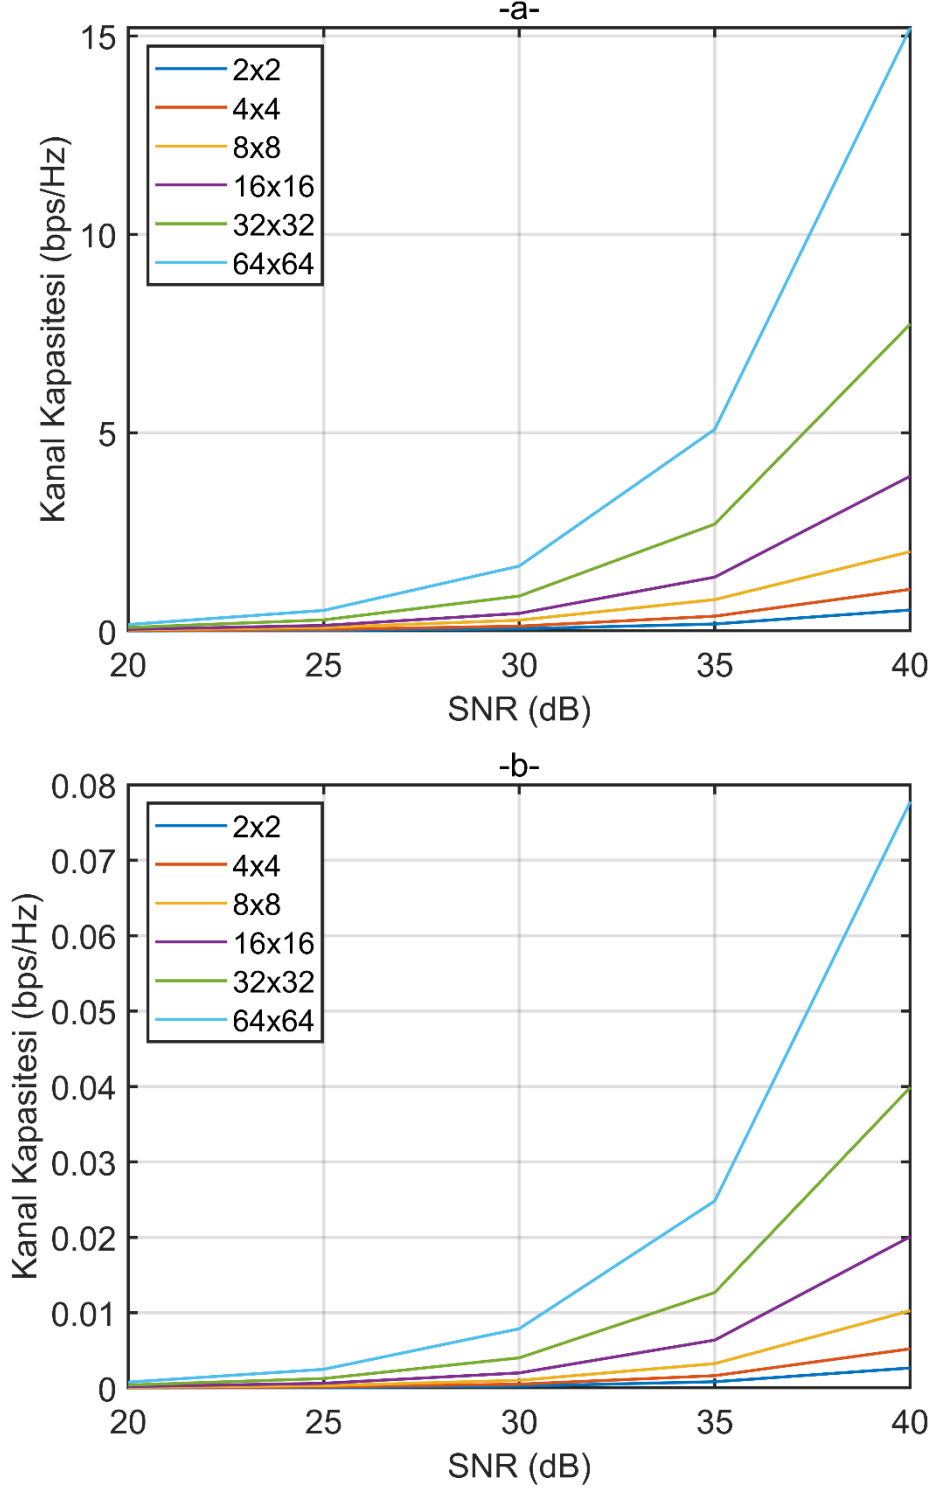 -a-
15
10
5
0
Kanal Kapasitesi (bps/Hz)
2x2
4x4
8x8
16x16
32x32
64x64
20 25 30 35 40
SNR (dB)
-b-
0.08
0.07
0.06
0.05
0.04
0.03
0.02
0.01
0
Kanal Kapasitesi (bps/Hz)
2x2
4x4
8x8
16x16
32x32
64x64
20 25 30 35 40
SNR (dB)